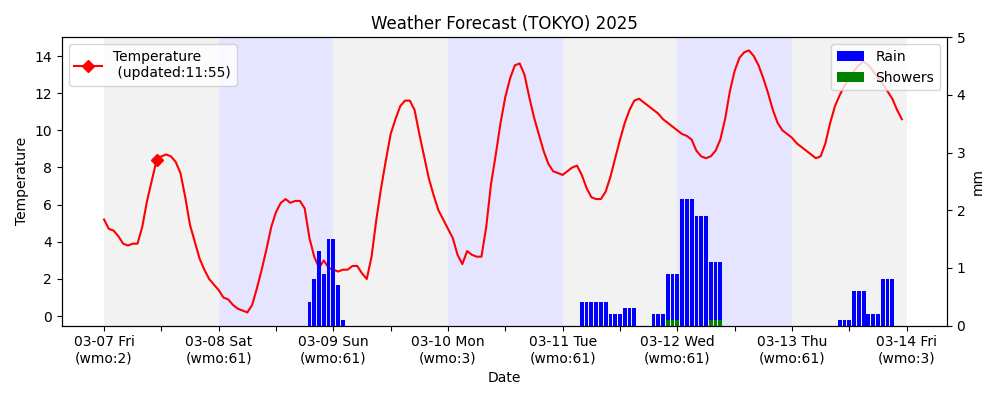 Weather Forecast (TOKYO) 2025
Temperature
(updated:11:55)
Rain
Showers
Temperature
14
12
10
8
6
4
2
0
5
4
3
2
1
0
mm
03-07 Fri 03-08 Sat 03-09 Sun 03-10 Mon 03-11 Tue 03-12 Wed 03-13 Thu 03-14 Fri
(wmo:2) (wmo:61) (wmo:61) (wmo:3) (wmo:61) (wmo:61) (wmo:61) (wmo:3)
Date